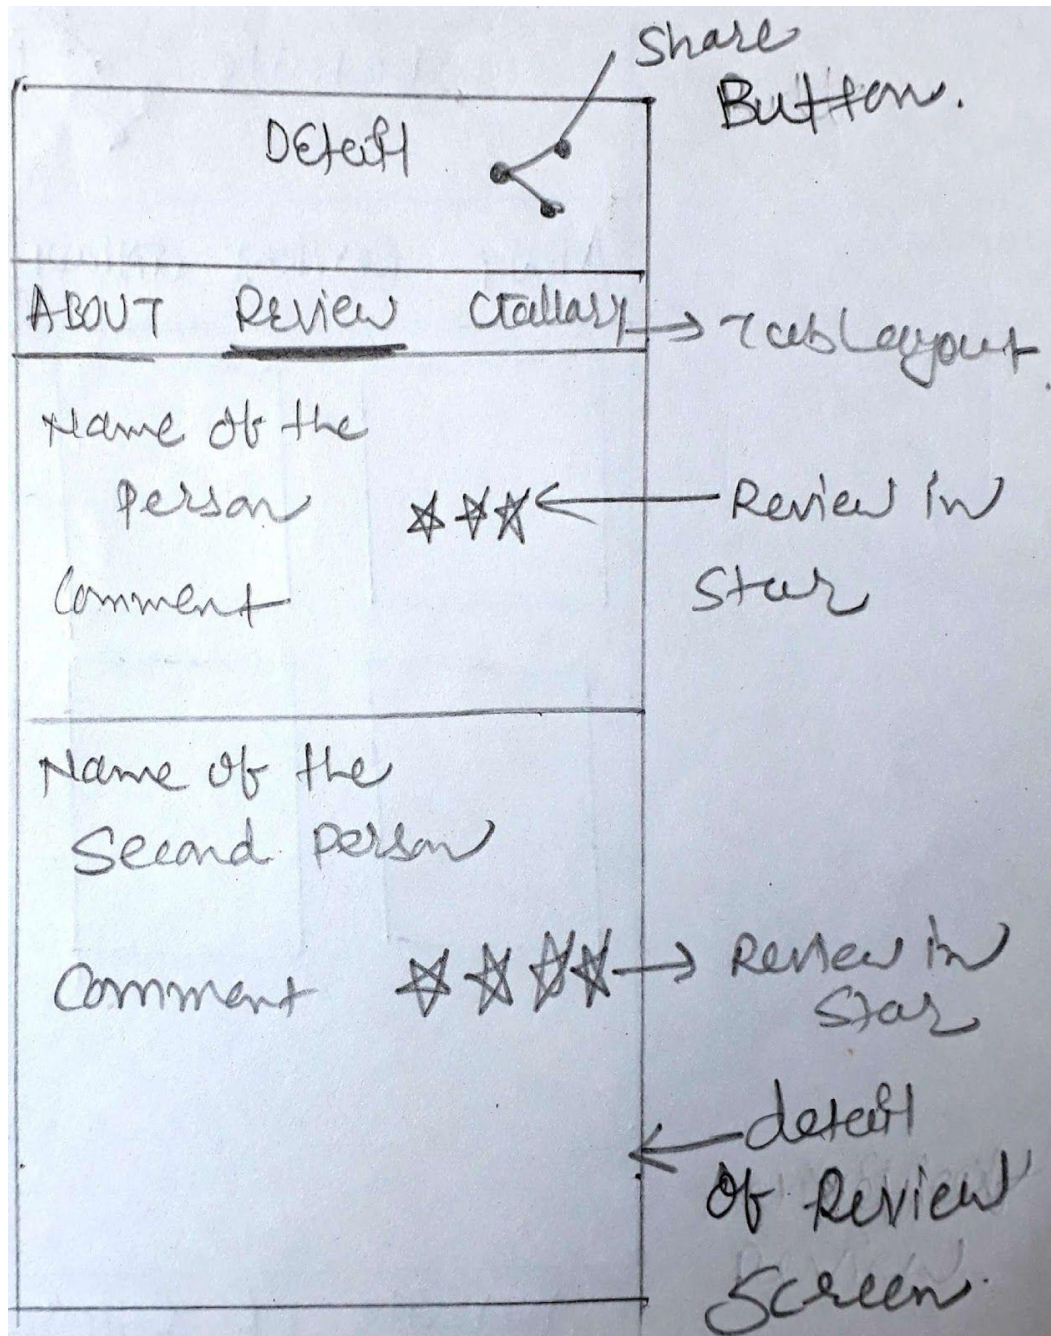 Share
Button.
Detail
ABOUT Review Gallary
TabLayout
Name of the
Person
Review in
Star
Comment
Name of the
Second Person
Comment
Review in
Star
detail
Of Review
Screen.